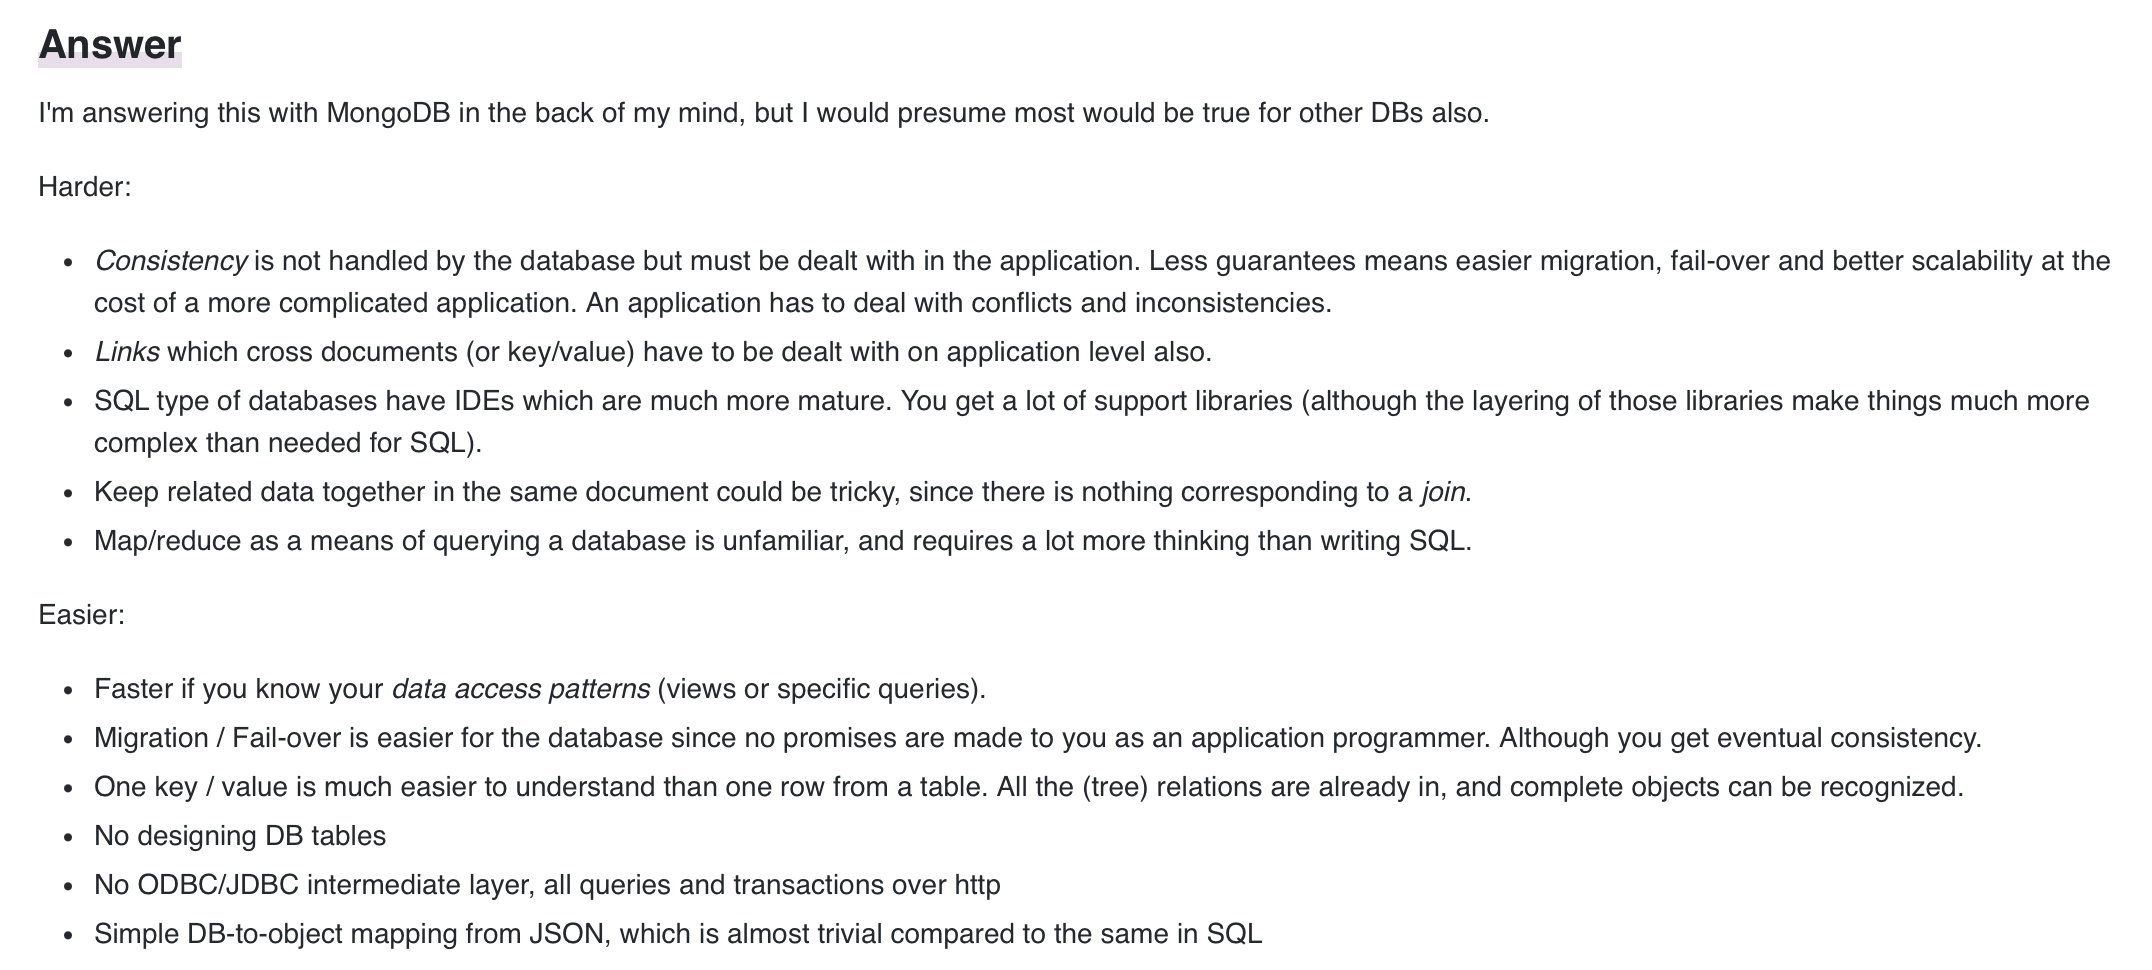 Answer
I'm answering this with MongoDB in the back of my mind, but I would presume most would be true for other DBs also.
Harder:
• Consistency is not handled by the database but must be dealt with in the application. Less guarantees means easier migration, fail-over and better scalability at the
cost of a more complicated application. An application has to deal with conflicts and inconsistencies.
• Links which cross documents (or key/value) have to be dealt with on application level also.
• SQL type of databases have IDEs which are much more mature. You get a lot of support libraries (although the layering of those libraries make things much more
complex than needed for SQL).
• Keep related data together in the same document could be tricky, since there is nothing corresponding to a join.
• Map/reduce as a means of querying a database is unfamiliar, and requires a lot more thinking than writing SQL.
Easier:
• Faster if you know your data access patterns (views or specific queries).
• Migration / Fail-over is easier for the database since no promises are made to you as an application programmer. Although you get eventual consistency.
• One key / value is much easier to understand than one row from a table. All the (tree) relations are already in, and complete objects can be recognized.
• No designing DB tables
• No ODBC/JDBC intermediate layer, all queries and transactions over http
• Simple DB-to-object mapping from JSON, which is almost trivial compared to the same in SQL